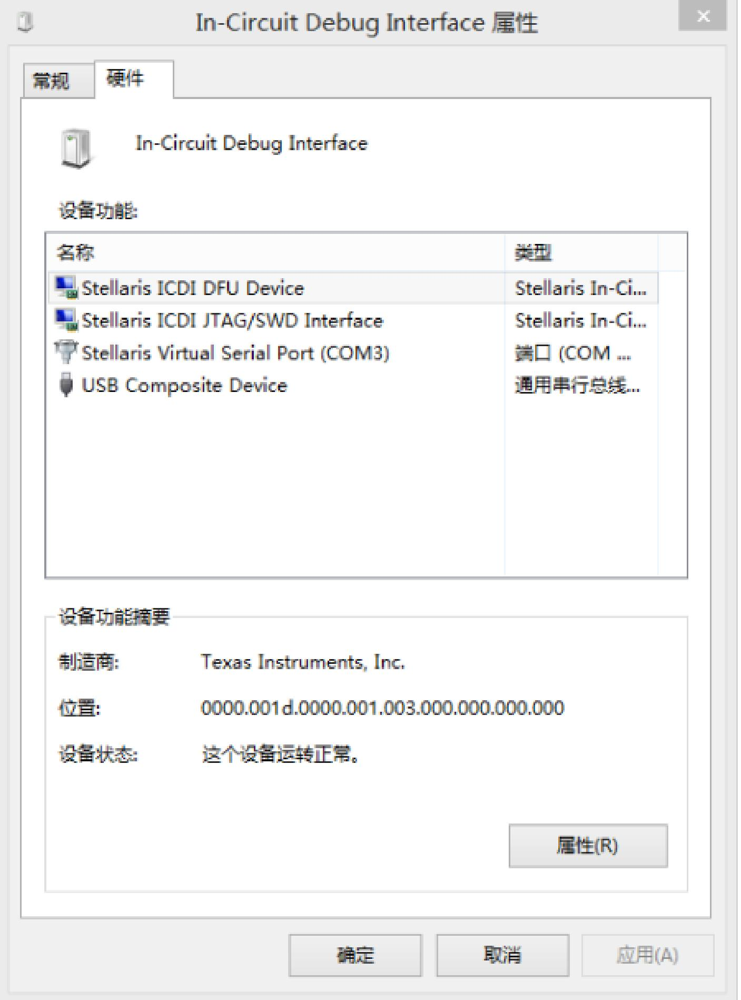 In-Circuit Debug Interface 属性
常规 硬件
In-Circuit Debug Interface
设备功能:
名称 类型
Stellaris ICDI DFU Device Stellaris In-Ci...
Stellaris ICDI JTAG/SWD Interface Stellaris In-Ci...
Stellaris Virtual Serial Port (COM3) 端口 (COM ...
USB Composite Device 通用串行总线...
设备功能摘要
制造商: Texas Instruments, Inc.
位置: 0000.001d.0000.001.003.000.000.000.000
设备状态: 这个设备运转正常。
属性(R)
确定 取消 应用(A)